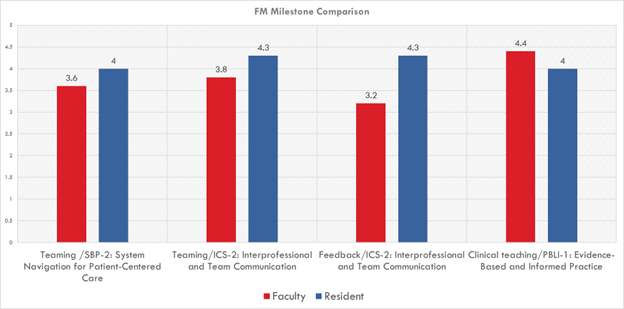 FM Milestone Comparison
5
4.5
4
3.5
3
2.5
2
1.5
1
0.5
0
3.6
4
3.8
4.3
3.2
4.3
4.4
4
Teaming /SBP-2: System
Navigation for Patient-Centered
Care
Teaming/ICS-2: Interprofessional
and Team Communication
Feedback/ICS-2: Interprofessional
and Team Communication
Clinical teaching/PBLI-1: Evidence-
Based and Informed Practice
Faculty
Resident